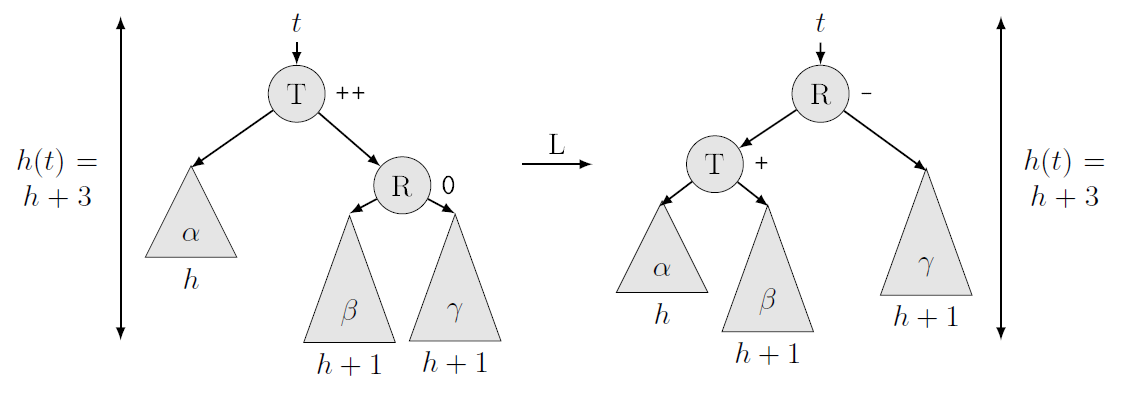 t
T ++
h(t) =
h + 3
R 0
α
h
β
h + 1
γ
h + 1
L
t
R -
T +
h(t) =
h + 3
α
h
β
h + 1
γ
h + 1